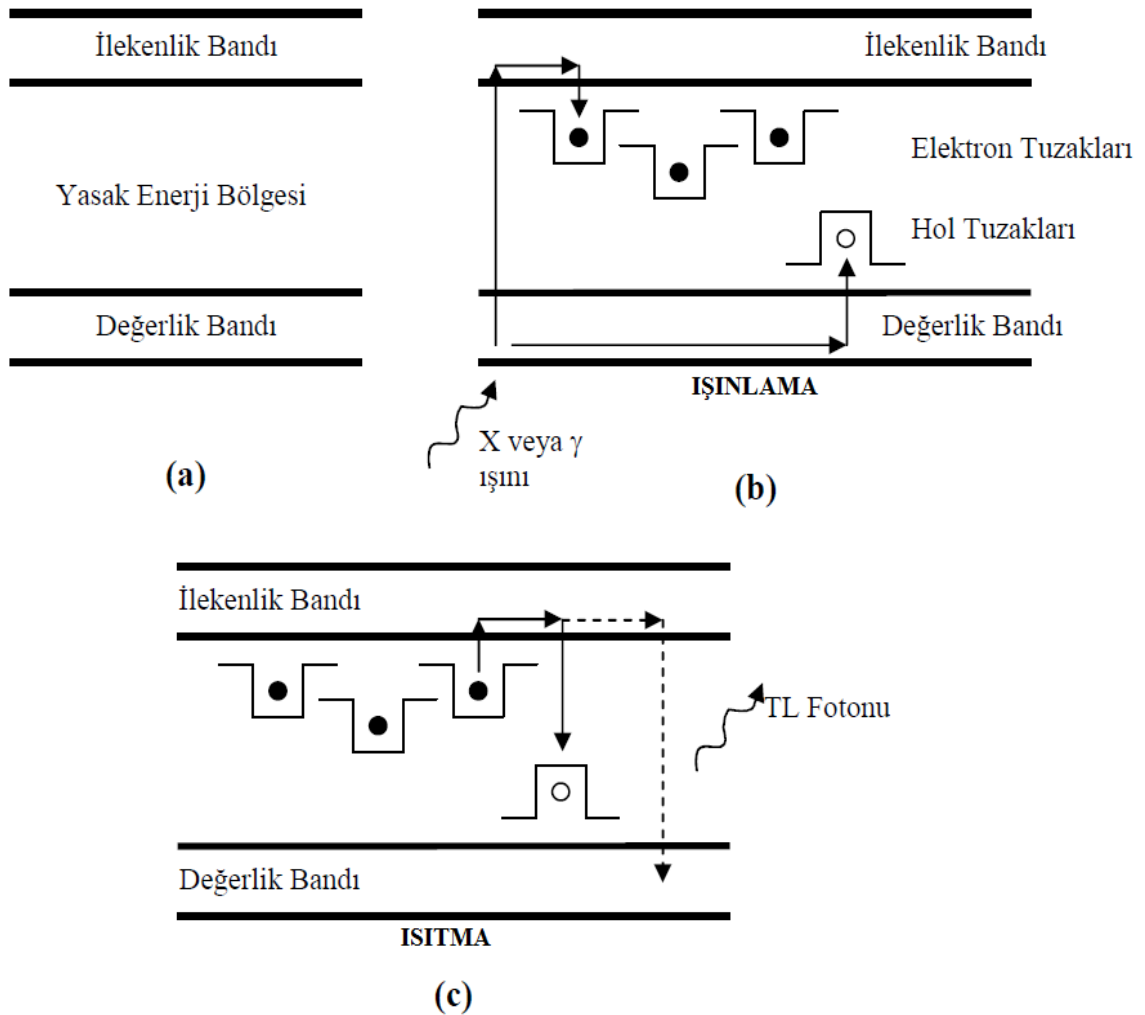 İlekenlik Bandı
Yasak Enerji Bölgesi
Değerlik Bandı
(a)
İlekenlik Bandı
Elektron Tuzakları
Hol Tuzakları
Değerlik Bandı
IŞINLAMA
X veya γ
ışını
(b)
İlekenlik Bandı
TL Fotonu
Değerlik Bandı
ISITMA
(c)